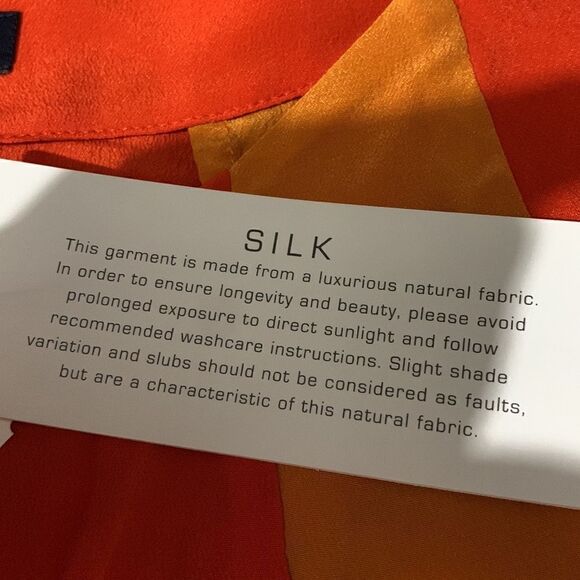 SILK
This garment is made from a luxurious natural fabric.
In order to ensure longevity and beauty, please avoid
prolonged exposure to direct sunlight and follow
recommended washcare instructions. Slight shade
variation and slubs should not be considered as faults,
but are a characteristic of this natural fabric.